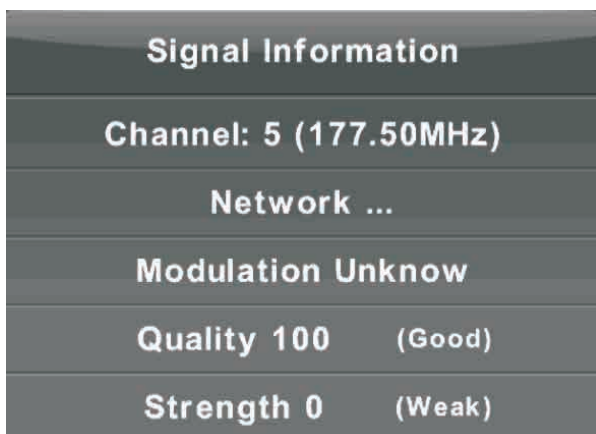 Signal Information
Channel: 5 (177.50MHz)
Network ...
Modulation Unknow
Quality 100 (Good)
Strength 0 (Weak)